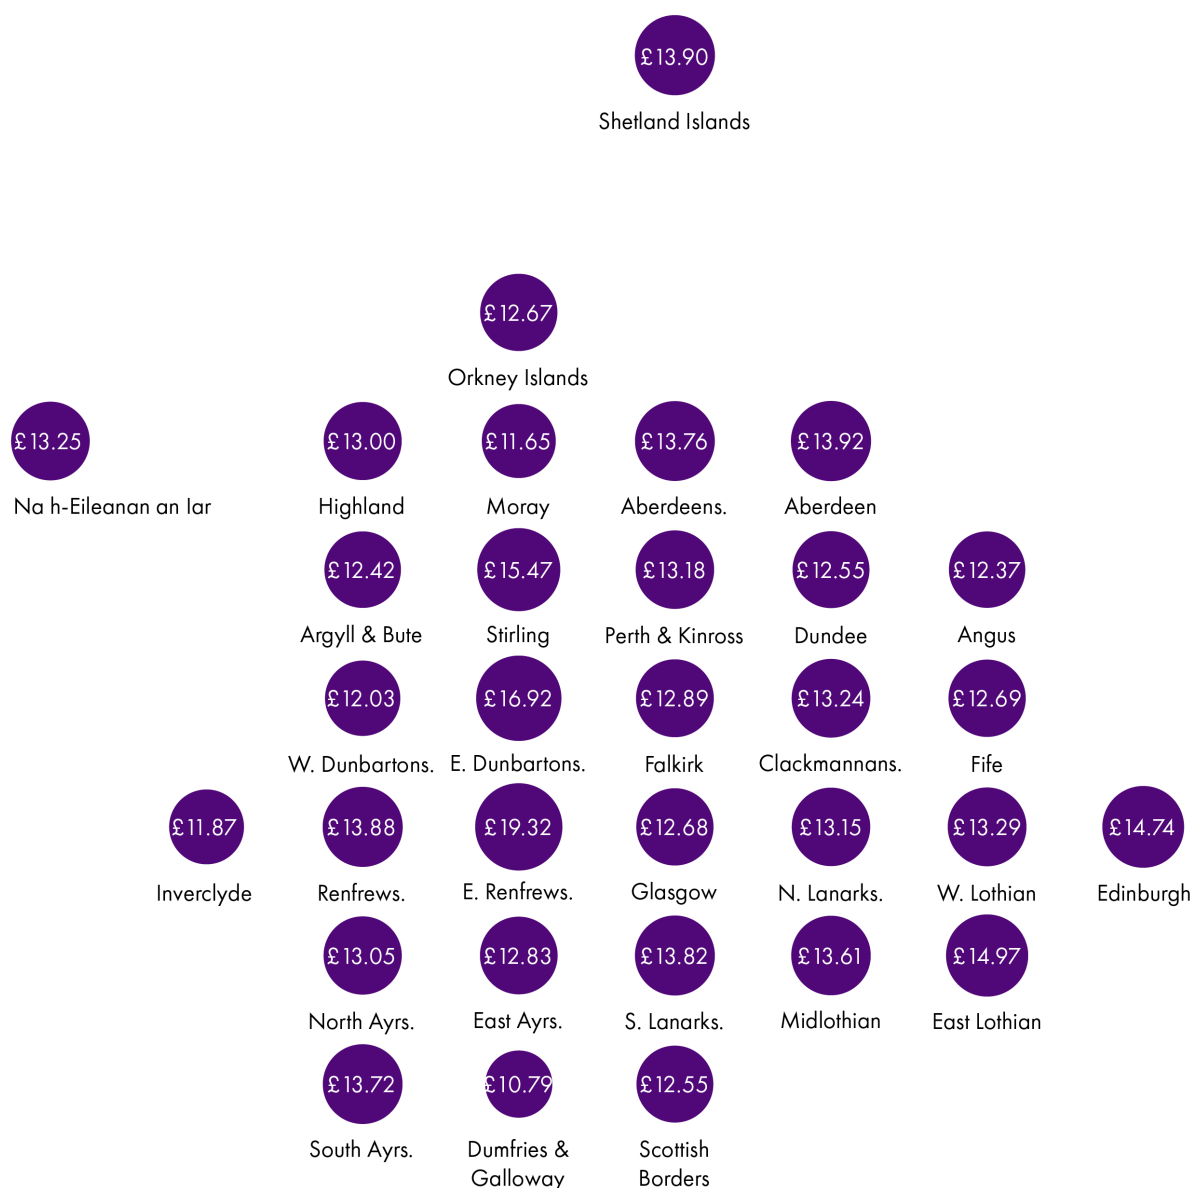 £13.90
Shetland Islands
£12.67
Orkney Islands
£13.25
£13.00
£11.65
£13.76
£13.92
Na h-Eileanan an Iar
Highland
Moray
Aberdeens.
Aberdeen
£12.42
£15.47
£13.18
£12.55
£12.37
Argyll & Bute
Stirling
Perth & Kinross
Dundee
Angus
£12.03
£16.92
£12.89
£13.24
£12.69
W. Dunbartons.
E. Dunbartons.
Falkirk
Clackmannans.
Fife
£11.87
£13.88
£19.32
£12.68
£13.15
£13.29
£14.74
Inverclyde
Renfrews.
E. Renfrews.
Glasgow
N. Lanarks.
W. Lothian
Edinburgh
£13.05
£12.83
£13.82
£13.61
£14.97
North Ayrs.
East Ayrs.
S. Lanarks.
Midlothian
East Lothian
£13.72
£10.79
£12.55
South Ayrs.
Dumfries &
Galloway
Scottish
Borders